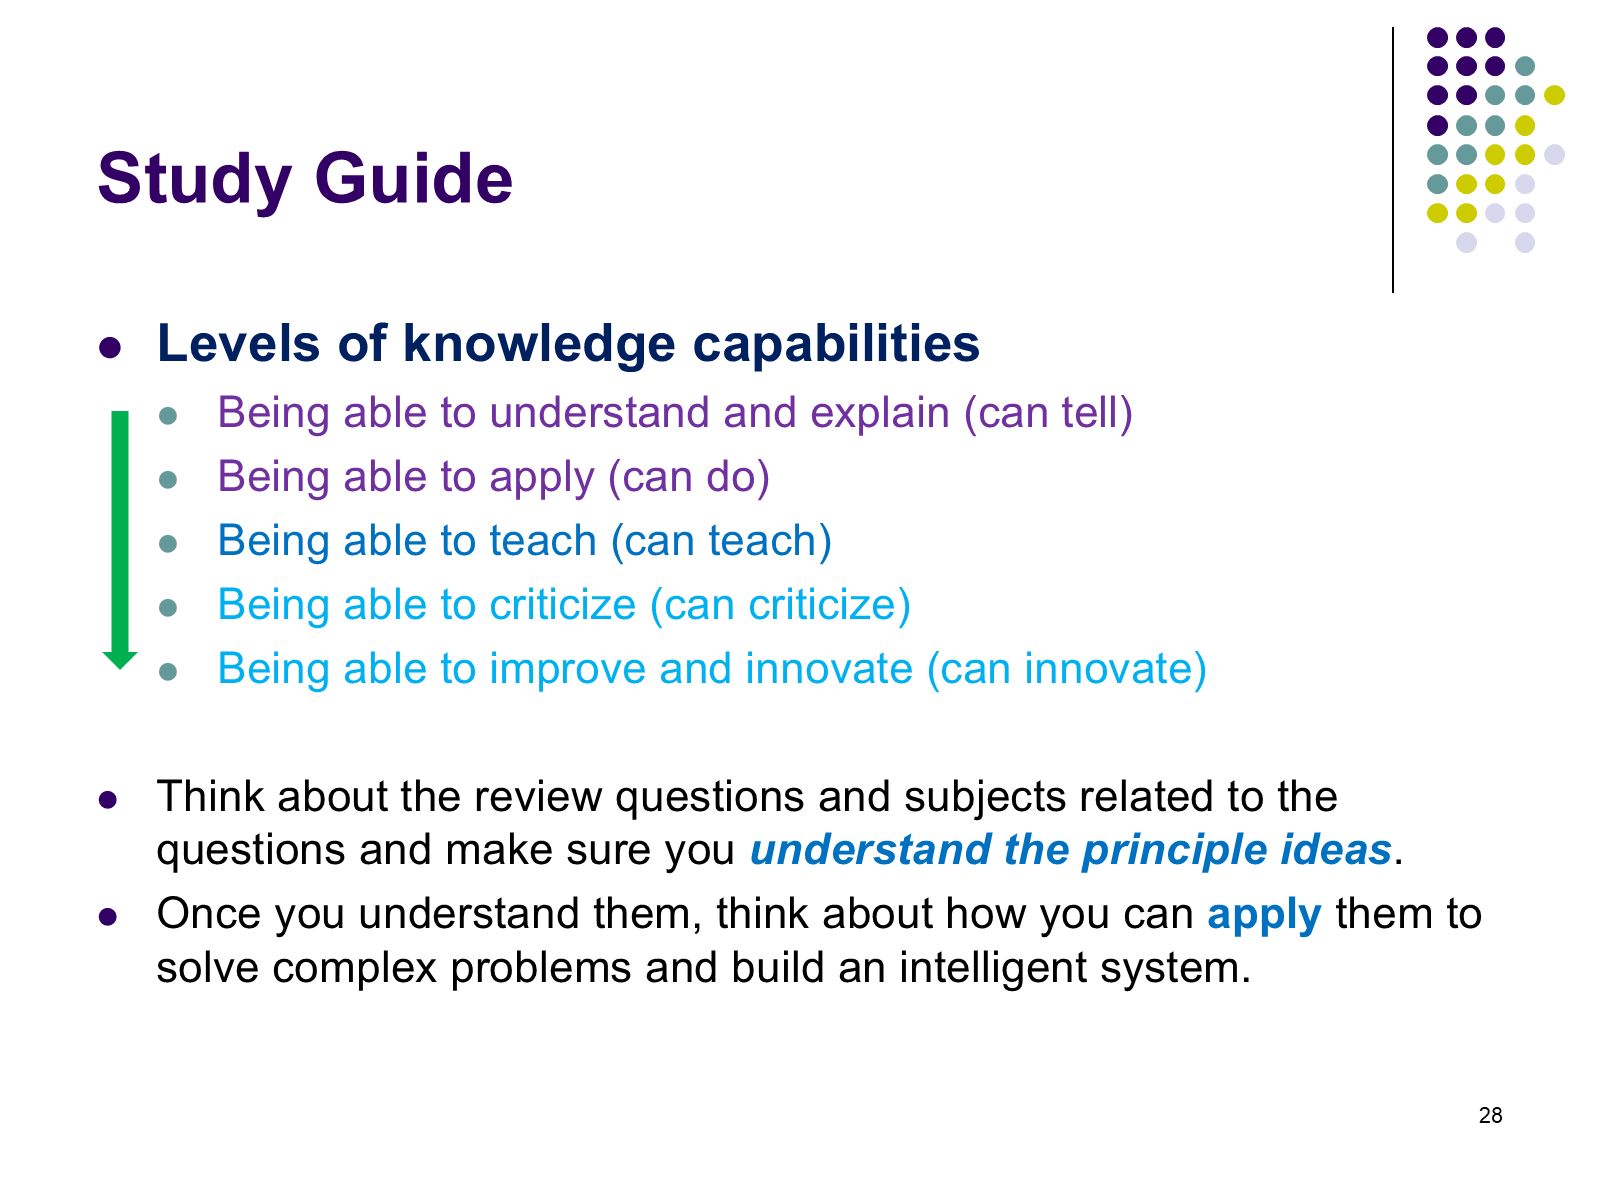 Study Guide
Levels of knowledge capabilities
Being able to understand and explain (can tell)
Being able to apply (can do)
Being able to teach (can teach)
Being able to criticize (can criticize)
Being able to improve and innovate (can innovate)
Think about the review questions and subjects related to the
questions and make sure you understand the principle ideas.
Once you understand them, think about how you can apply them to
solve complex problems and build an intelligent system.
28